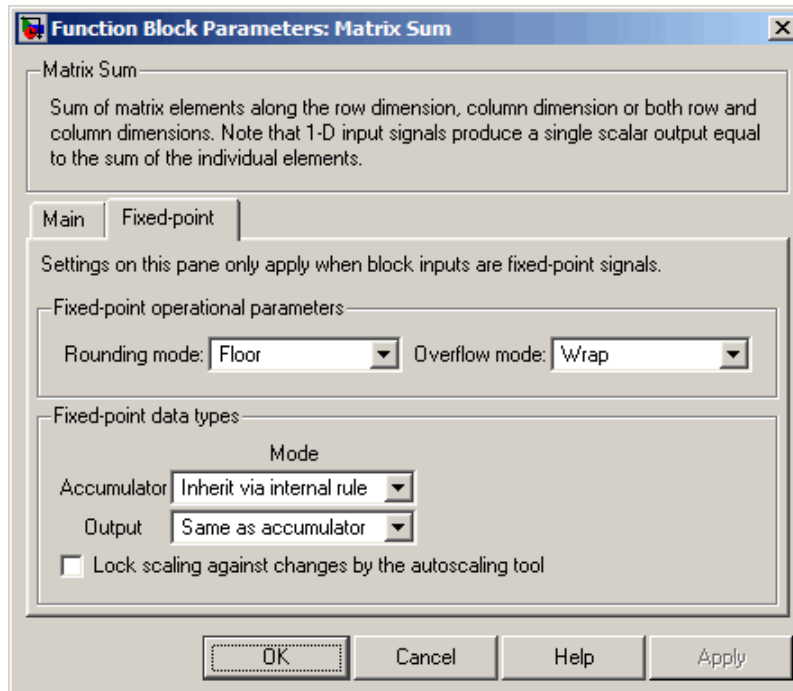 Function Block Parameters: Matrix Sum
Matrix Sum
Sum of matrix elements along the row dimension, column dimension or both row and
column dimensions. Note that 1-D input signals produce a single scalar output equal
to the sum of the individual elements.
Main Fixed-point
Settings on this pane only apply when block inputs are fixed-point signals.
Fixed-point operational parameters
Rounding mode: Floor Overflow mode: Wrap
Fixed-point data types
Mode
Accumulator Inherit via internal rule
Output Same as accumulator
Lock scaling against changes by the autoscaling tool
OK Cancel Help Apply